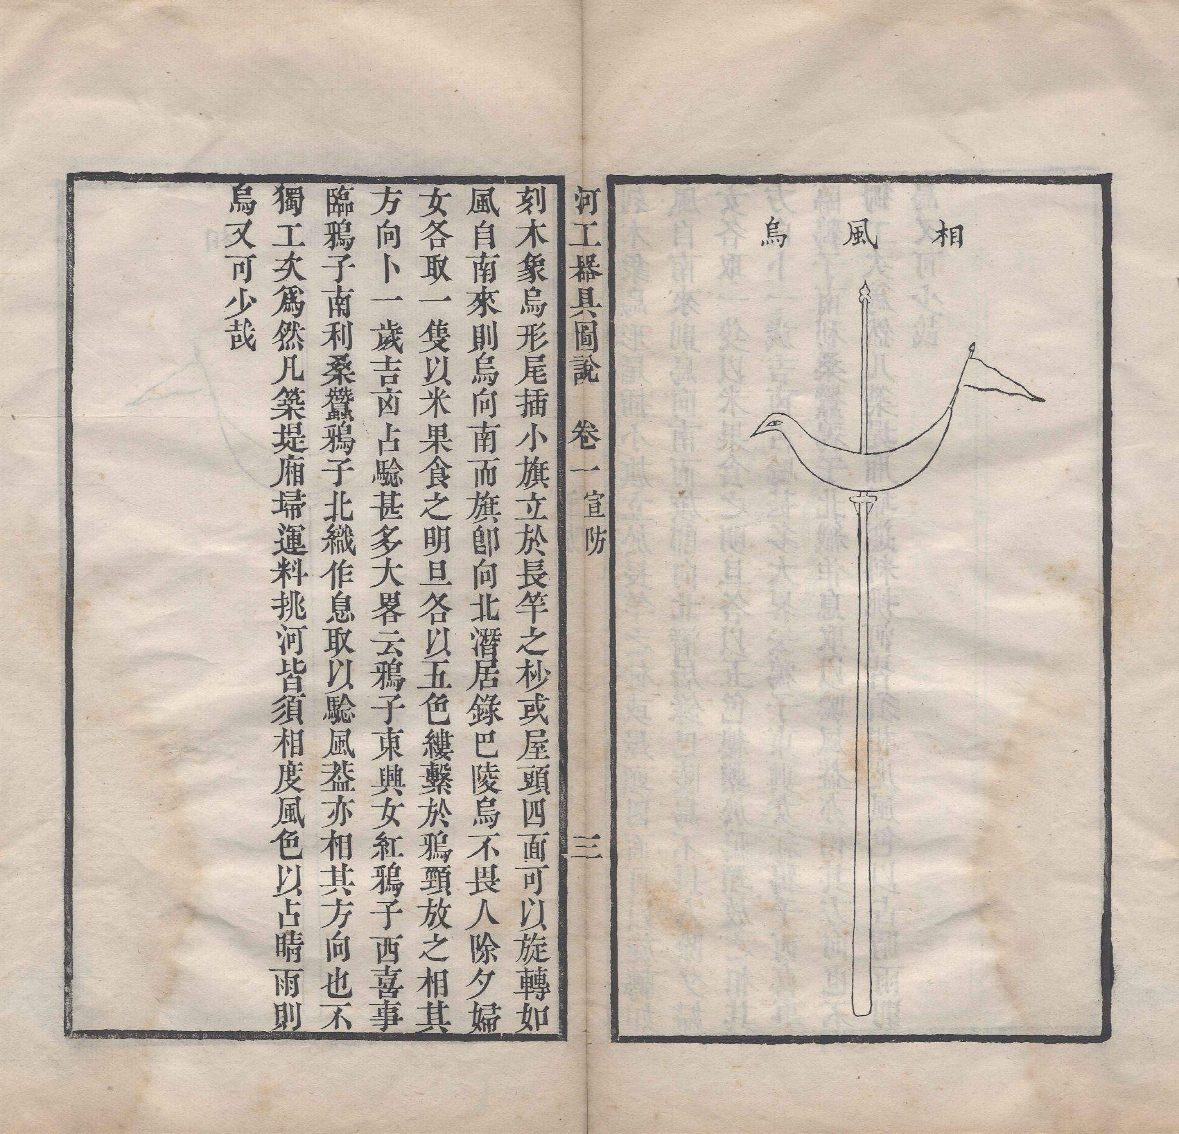 相風烏
河工器具圖說 卷一 宣防 三
刻木象烏形尾插小旗立於長竿之杪或屋頭四面可以旋轉如
風自南來則烏向南而旗卽向北潛居錄巴陵烏不畏人除夕婦
女各取一隻以米果食之明旦各以五色縷繫於鴉頸放之相其
方向卜一歲吉凶占驗甚多大畧云鴉子東興女紅鴉子西喜事
臨鴉子南利桑蠶鴉子北織作息取以驗風葢亦相其方向也不
獨工次爲然凡築堤廂埽運料挑河皆須相度風色以占晴雨則
烏又可少哉